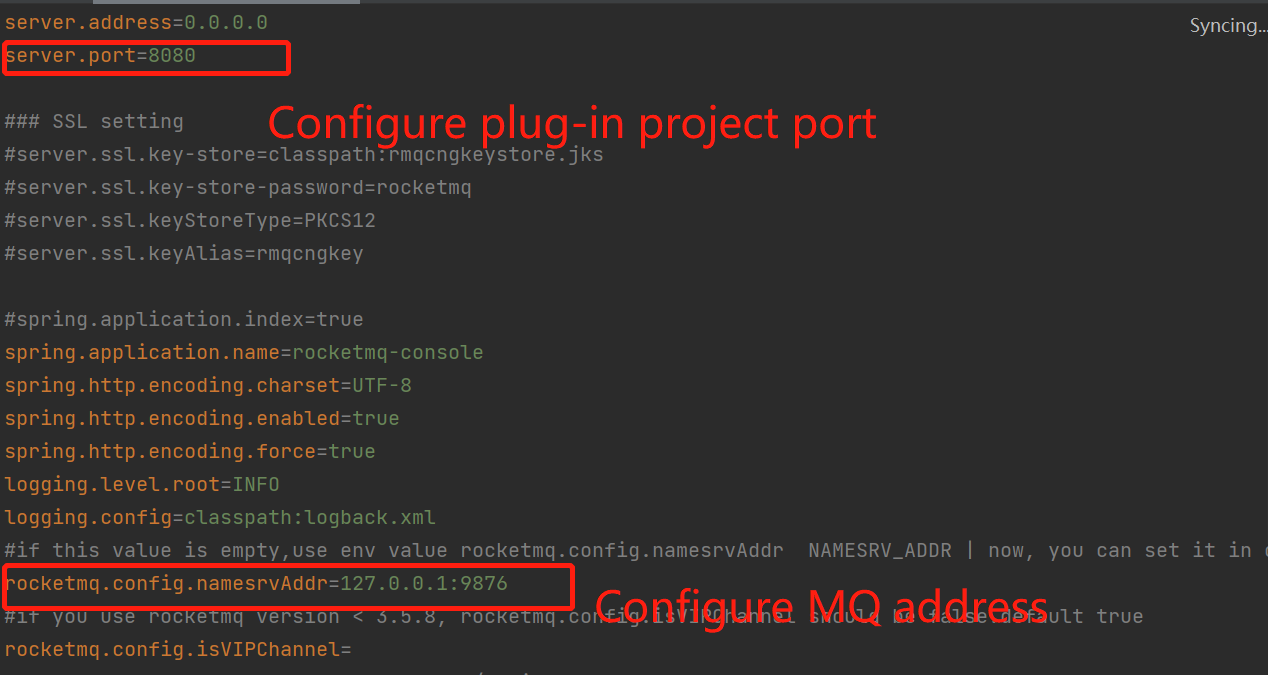 server.address=0.0.0.0
Syncing...
server.port=8080
Configure plug-in project port
### SSL setting
#server.ssl.key-store=classpath:rmqcngkeystore.jks
#server.ssl.key-store-password=rocketmq
#server.ssl.keyStoreType=PKCS12
#server.ssl.keyAlias=rmqcngkey
#spring.application.index=true
spring.application.name=rocketmq-console
spring.http.encoding.charset=UTF-8
spring.http.encoding.enabled=true
spring.http.encoding.force=true
logging.level.root=INFO
logging.config=classpath:logback.xml
#if this value is empty,use env value rocketmq.config.namesrvAddr  NAMESRV_ADDR | now, you can set it in
rocketmq.config.namesrvAddr=127.0.0.1:9876
Configure MQ address
#if you use rocketmq version < 3.5.8, rocketmq.config.isVIPChannel should be false.default true
rocketmq.config.isVIPChannel=